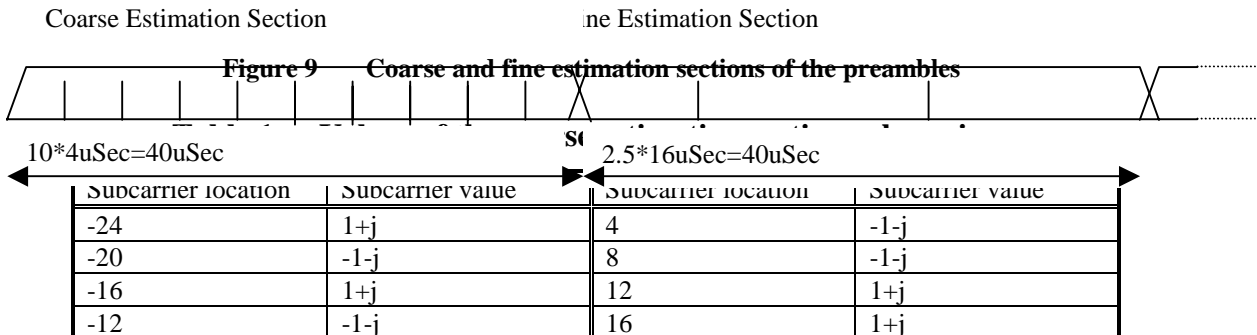 Coarse Estimation Section ine Estimation Section
Figure 9 Coarse and fine estimation sections of the preambles
10*4uSec=40uSec 2.5*16uSec=40uSec
Subcarrier location Subcarrier value Subcarrier location Subcarrier value
-24 1+j 4 -1-j
-20 -1-j 8 -1-j
-16 1+j 12 1+j
-12 -1-j 16 1+j